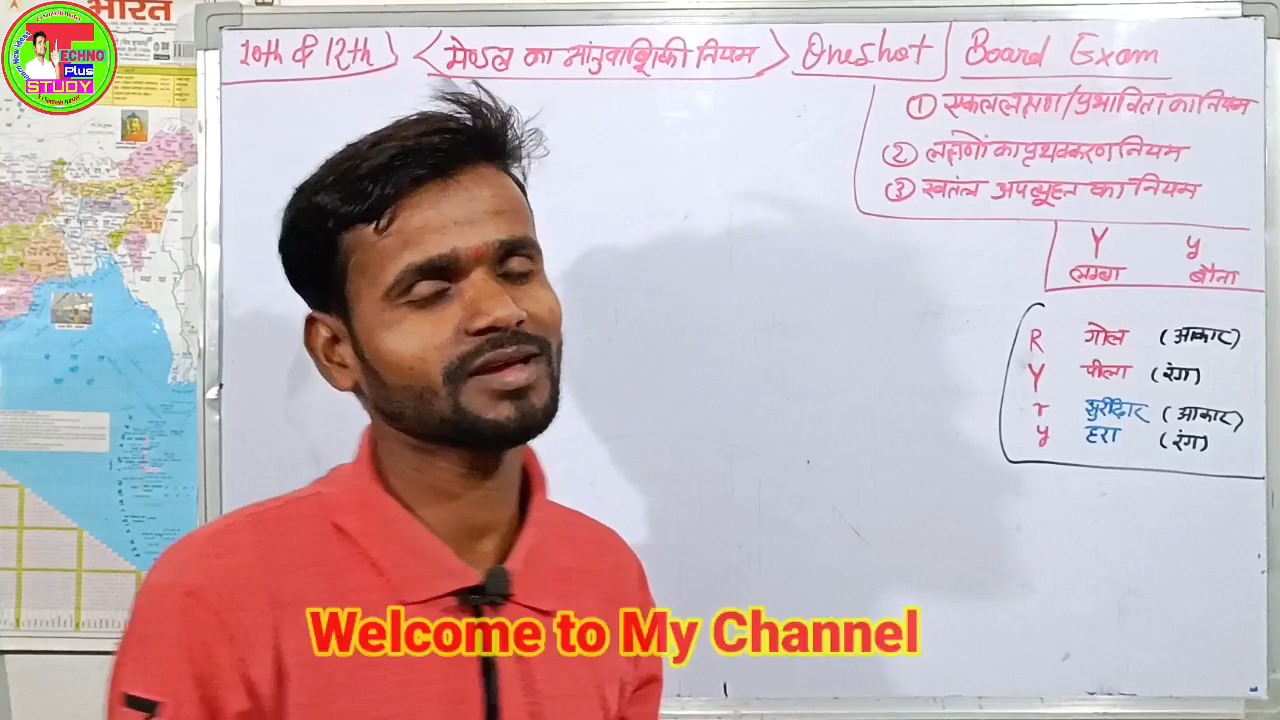 भारत
TECHNO
Plus
STUDY
10th & 12th
मेण्डल का आंनुवांशिकी नियम
Oneshot
Board Exam
① एकल लक्षण/प्रभाविता का नियम
② लक्षणों का पृथक्करण नियम
③ स्वतंत्र अपव्यूहन का नियम
Y y
लम्बा बौना
R गोल (आकार)
Y पीला (रंग)
r झुर्रीदार (आकार)
y हरा (रंग)
Welcome to My Channel